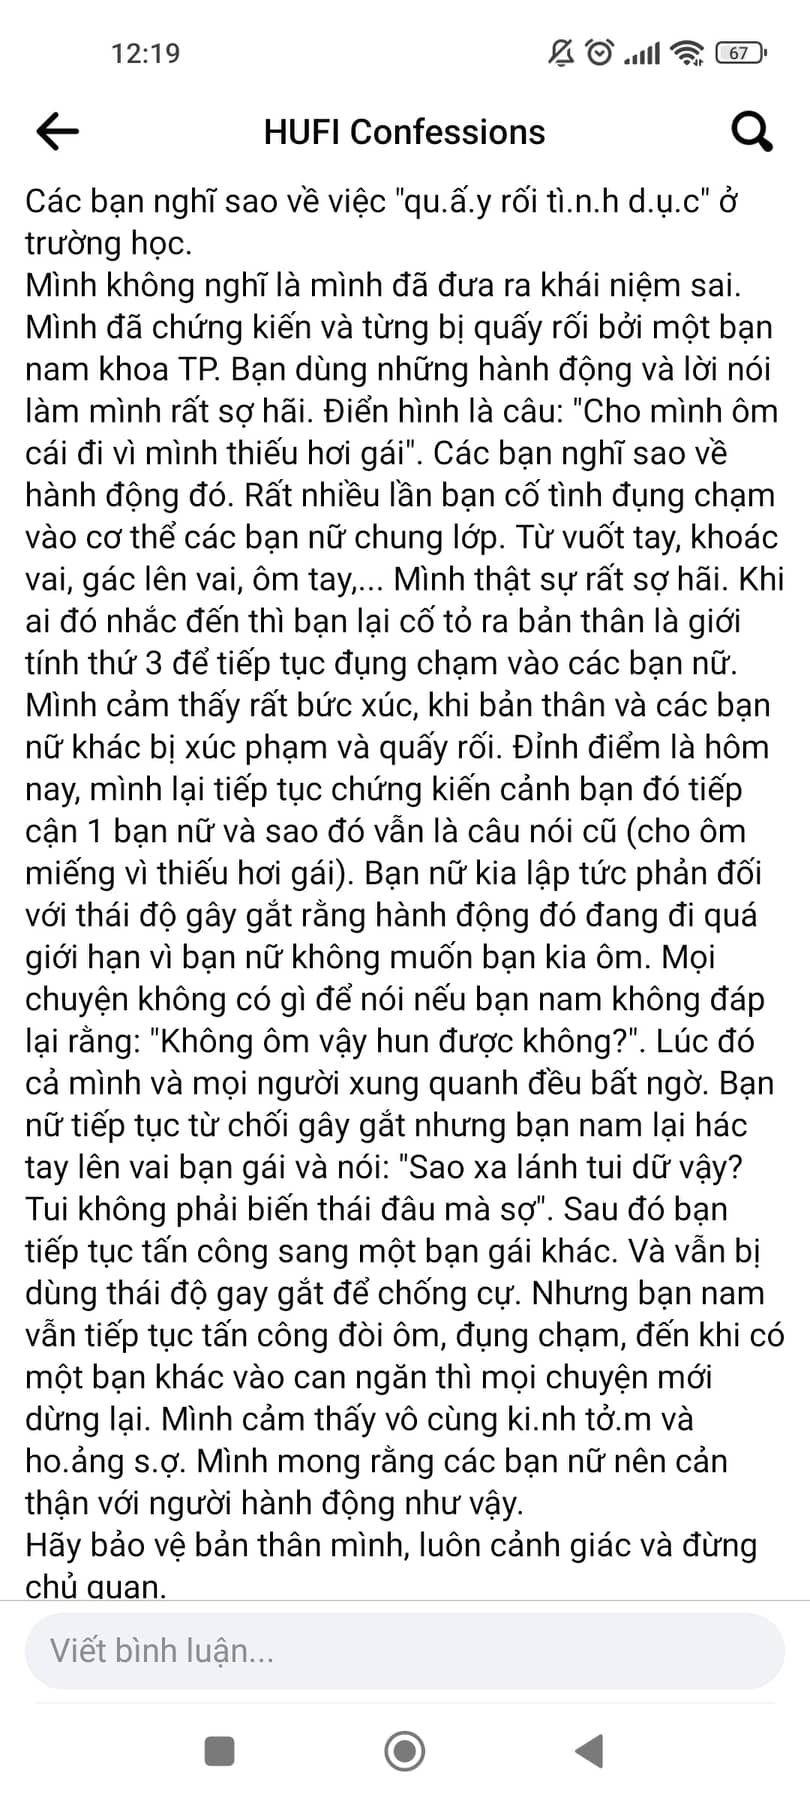 12:19
67
HUFI Confessions
Các bạn nghĩ sao về việc "qu.ấ.y rối tì.n.h d.ụ.c" ở
trường học.
Mình không nghĩ là mình đã đưa ra khái niệm sai.
Mình đã chứng kiến và từng bị quấy rối bởi một bạn
nam khoa TP. Bạn dùng những hành động và lời nói
làm mình rất sợ hãi. Điển hình là câu: "Cho mình ôm
cái đi vì mình thiếu hơi gái". Các bạn nghĩ sao về
hành động đó. Rất nhiều lần bạn cố tình đụng chạm
vào cơ thể các bạn nữ chung lớp. Từ vuốt tay, khoác
vai, gác lên vai, ôm tay,... Mình thật sự rất sợ hãi. Khi
ai đó nhắc đến thì bạn lại cố tỏ ra bản thân là giới
tính thứ 3 để tiếp tục đụng chạm vào các bạn nữ.
Mình cảm thấy rất bức xúc, khi bản thân và các bạn
nữ khác bị xúc phạm và quấy rối. Đỉnh điểm là hôm
nay, mình lại tiếp tục chứng kiến cảnh bạn đó tiếp
cận 1 bạn nữ và sao đó vẫn là câu nói cũ (cho ôm
miếng vì thiếu hơi gái). Bạn nữ kia lập tức phản đối
với thái độ gây gắt rằng hành động đó đang đi quá
giới hạn vì bạn nữ không muốn bạn kia ôm. Mọi
chuyện không có gì để nói nếu bạn nam không đáp
lại rằng: "Không ôm vậy hun được không?". Lúc đó
cả mình và mọi người xung quanh đều bất ngờ. Bạn
nữ tiếp tục từ chối gây gắt nhưng bạn nam lại hác
tay lên vai bạn gái và nói: "Sao xa lánh tui dữ vậy?
Tui không phải biến thái đâu mà sợ". Sau đó bạn
tiếp tục tấn công sang một bạn gái khác. Và vẫn bị
dùng thái độ gay gắt để chống cự. Nhưng bạn nam
vẫn tiếp tục tấn công đòi ôm, đụng chạm, đến khi có
một bạn khác vào can ngăn thì mọi chuyện mới
dừng lại. Mình cảm thấy vô cùng ki.nh tở.m và
ho.ảng s.ợ. Mình mong rằng các bạn nữ nên cản
thận với người hành động như vậy.
Hãy bảo vệ bản thân mình, luôn cảnh giác và đừng
chủ quan.
Viết bình luận...